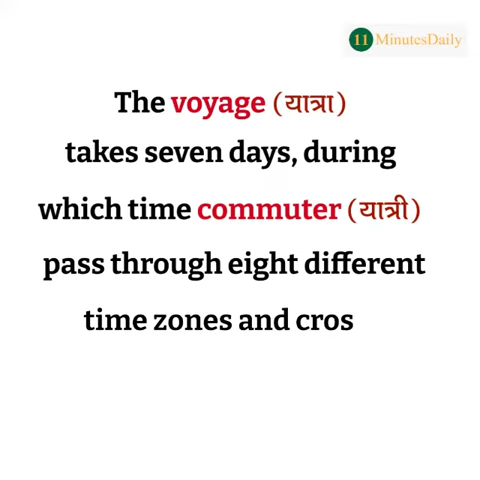 11 MinutesDaily
The voyage (यात्रा)
takes seven days, during
which time commuter (यात्री)
pass through eight different
time zones and cros